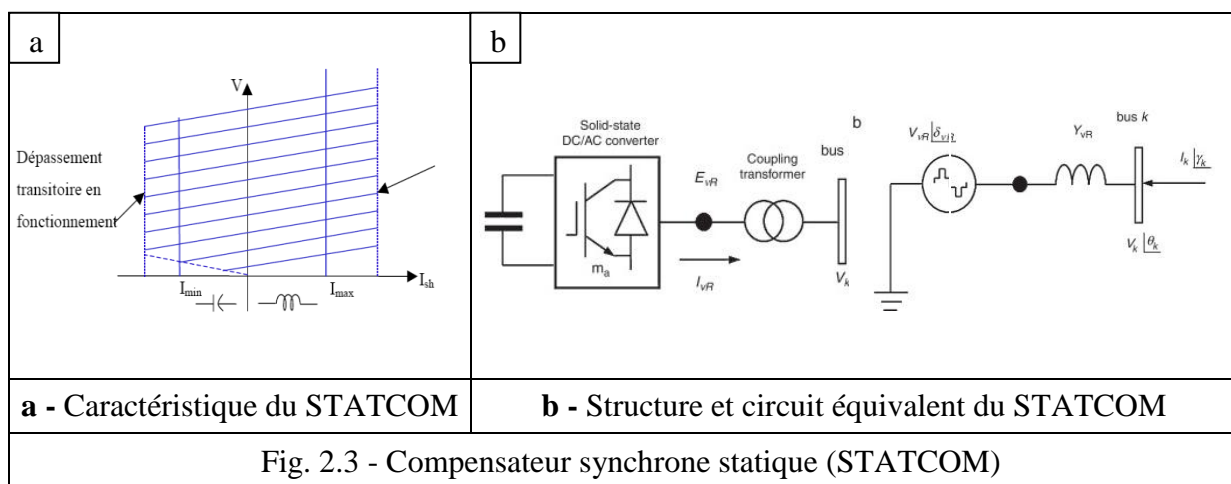 a
V
Dépassement
transitoire en
fonctionnement
I_min
I_max
I_sh
b
Solid-state
DC/AC converter
m_a
E_vR
I_vR
Coupling
transformer
b
bus
V_k
V_vR
Y_vR
bus k
I_k|γ_k
V_k|θ_k
a - Caractéristique du STATCOM
b - Structure et circuit équivalent du STATCOM
Fig. 2.3 - Compensateur synchrone statique (STATCOM)